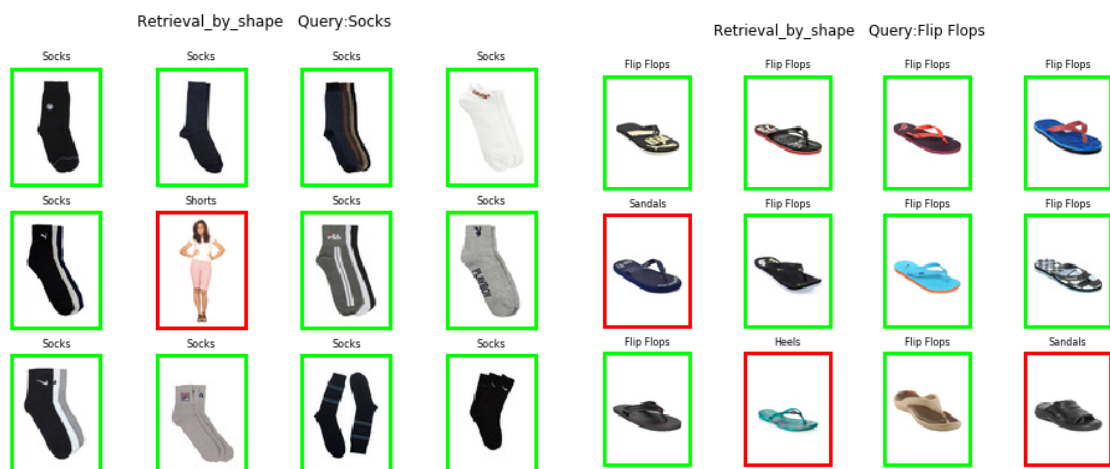 Retrieval_by_shape Query:Socks
Socks Socks Socks Socks
Socks Shorts Socks Socks
PLAYBOY
Socks Socks Socks Socks
Retrieval_by_shape Query:Flip Flops
Flip Flops Flip Flops Flip Flops Flip Flops
Sandals Flip Flops Flip Flops Flip Flops
Flip Flops Heels Flip Flops Sandals